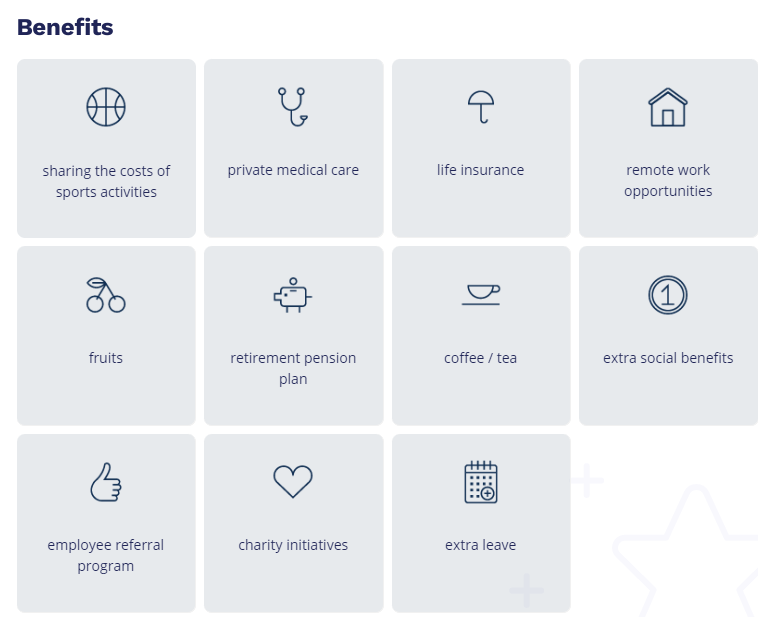 Benefits
sharing the costs of
sports activities
private medical care
life insurance
remote work
opportunities
fruits
retirement pension
plan
coffee / tea
1
extra social benefits
employee referral
program
charity initiatives
extra leave